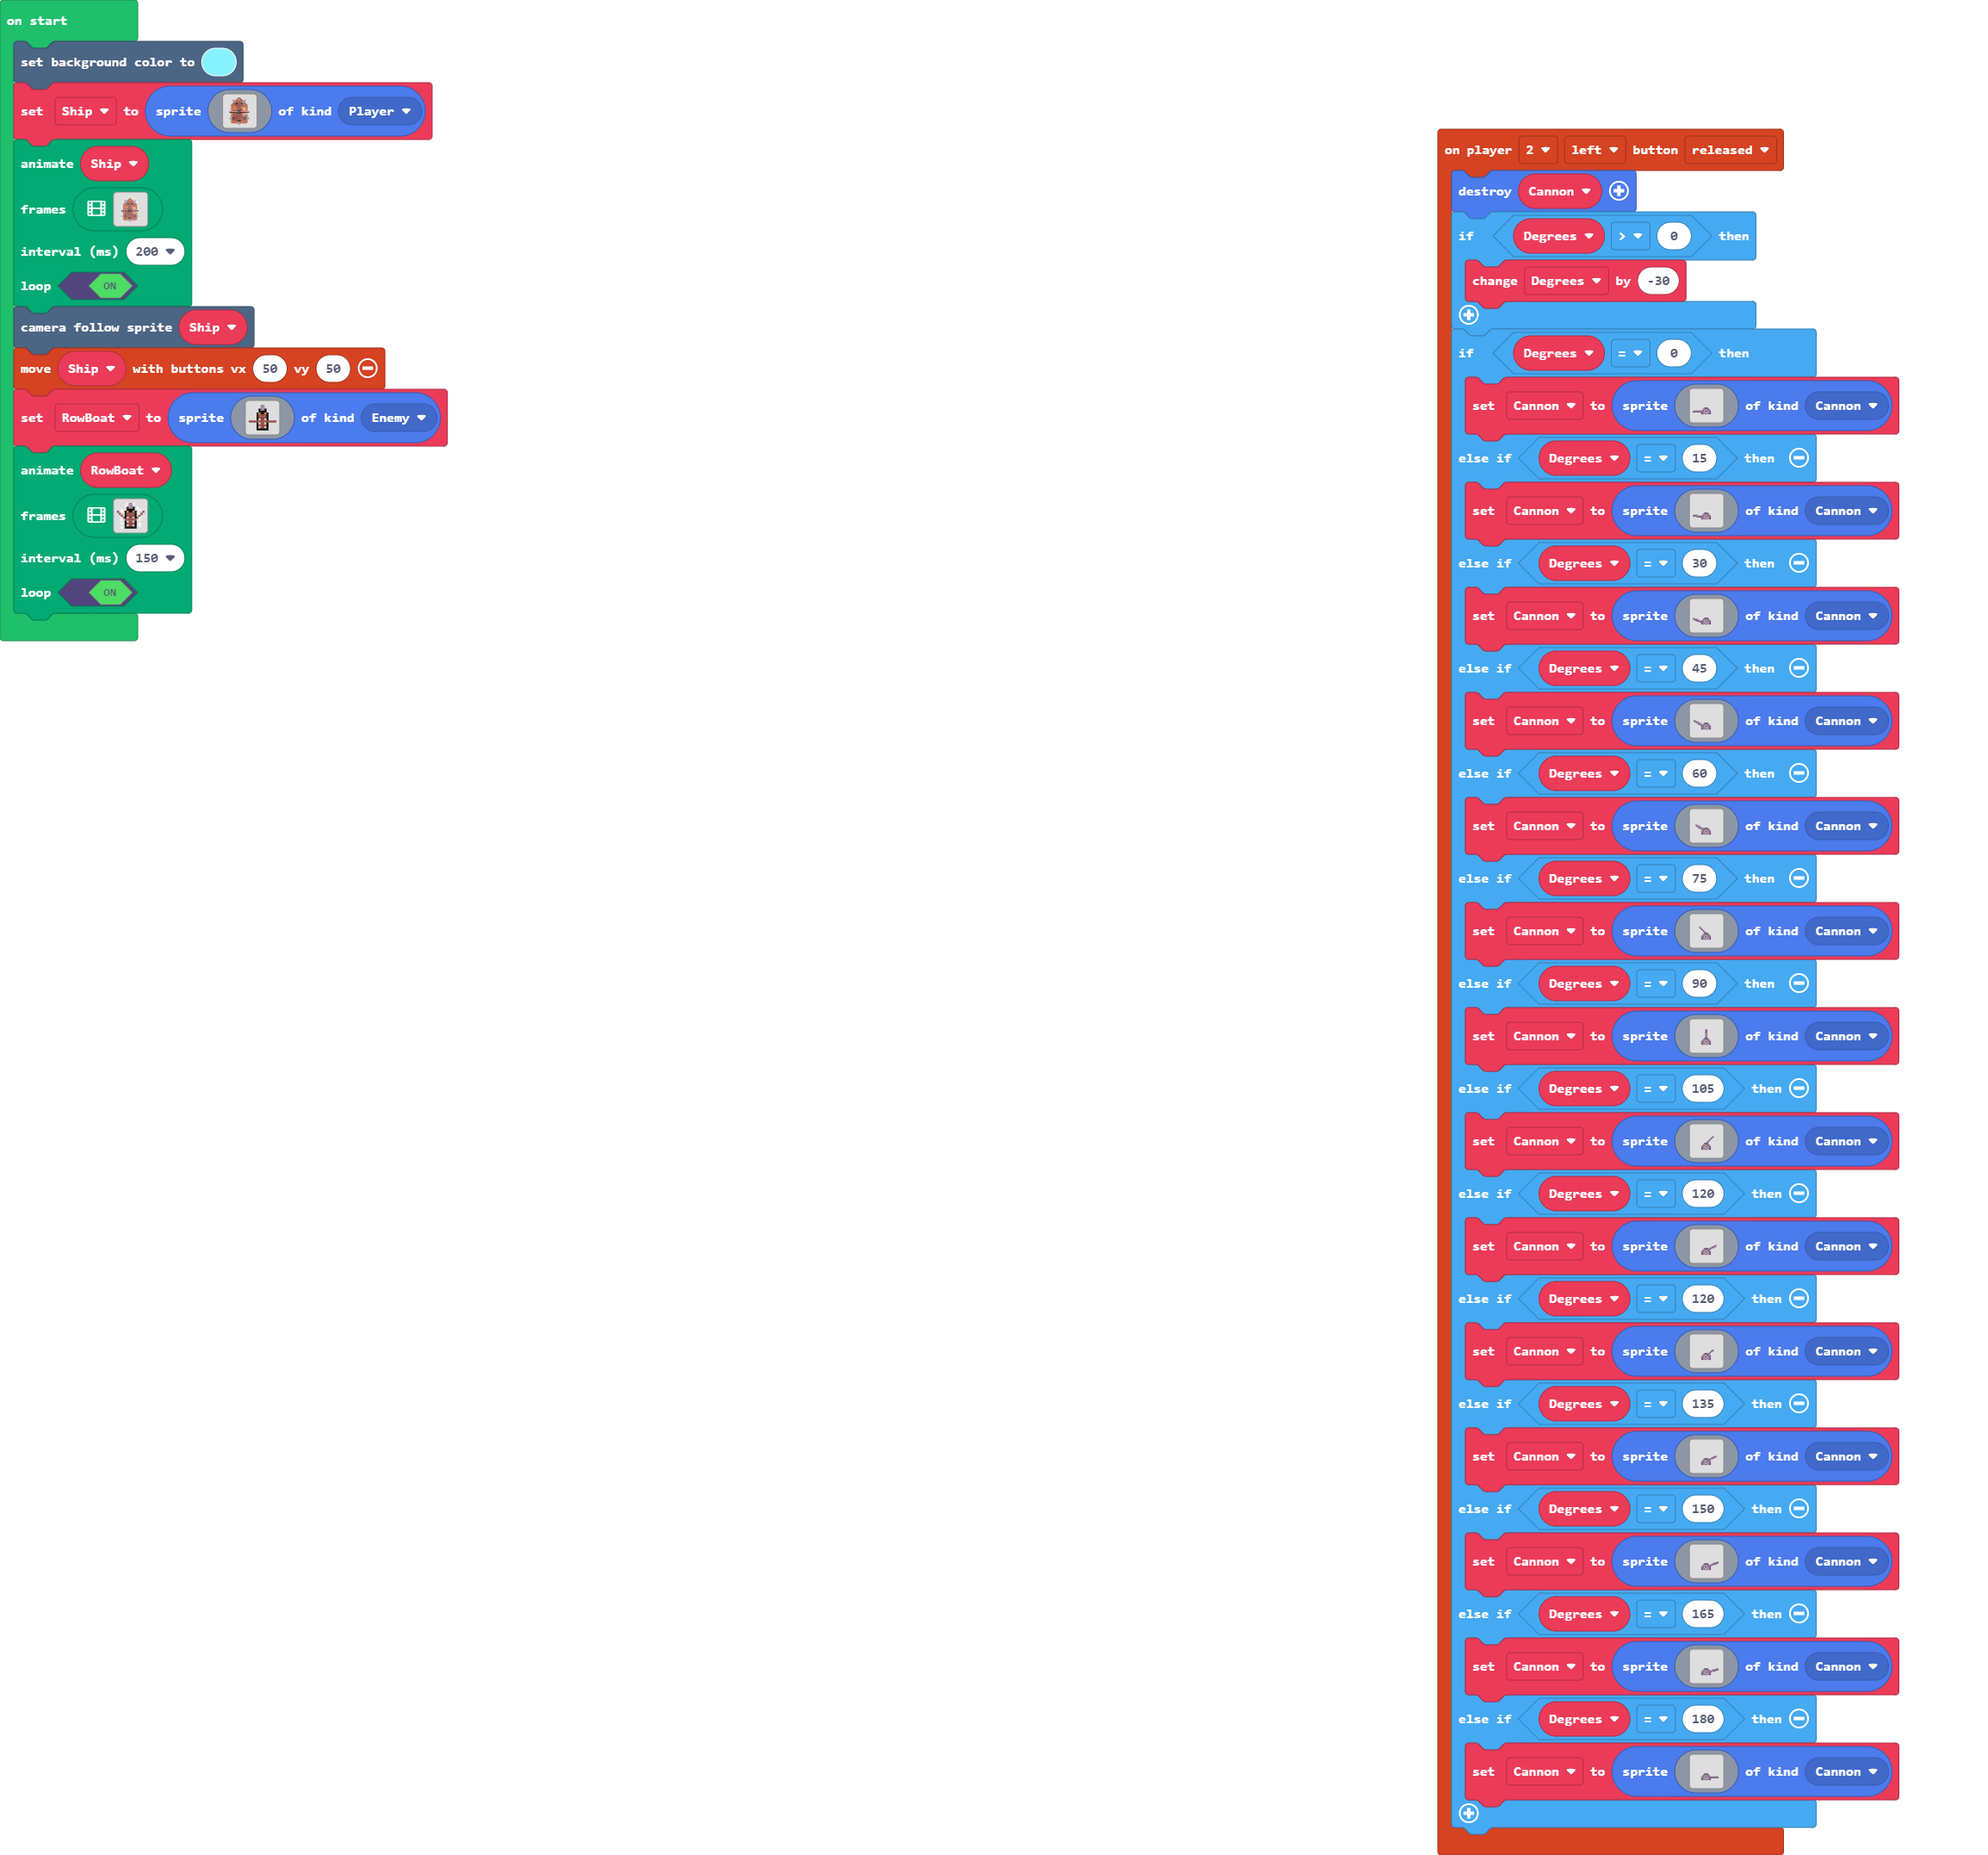 on start
set background color to
set Ship to sprite of kind Player
animate Ship
frames
interval (ms) 200
loop ON
camera follow sprite Ship
move Ship with buttons vx 50 vy 50
set RowBoat to sprite of kind Enemy
animate RowBoat
frames
interval (ms) 150
loop ON
on player 2 left button released
destroy Cannon
if Degrees > 0 then
change Degrees by -30
if Degrees = 0 then
set Cannon to sprite of kind Cannon
else if Degrees = 15 then
set Cannon to sprite of kind Cannon
else if Degrees = 30 then
set Cannon to sprite of kind Cannon
else if Degrees = 45 then
set Cannon to sprite of kind Cannon
else if Degrees = 60 then
set Cannon to sprite of kind Cannon
else if Degrees = 75 then
set Cannon to sprite of kind Cannon
else if Degrees = 90 then
set Cannon to sprite of kind Cannon
else if Degrees = 105 then
set Cannon to sprite of kind Cannon
else if Degrees = 120 then
set Cannon to sprite of kind Cannon
else if Degrees = 120 then
set Cannon to sprite of kind Cannon
else if Degrees = 135 then
set Cannon to sprite of kind Cannon
else if Degrees = 150 then
set Cannon to sprite of kind Cannon
else if Degrees = 165 then
set Cannon to sprite of kind Cannon
else if Degrees = 180 then
set Cannon to sprite of kind Cannon